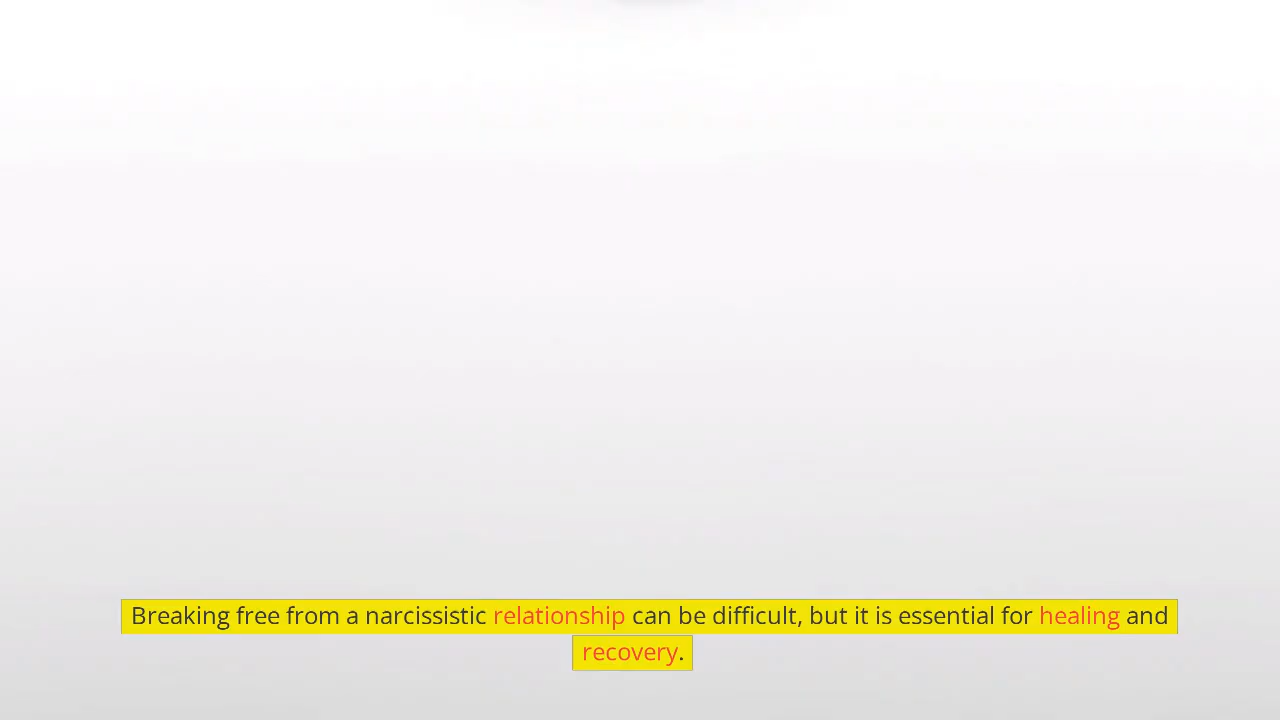 Breaking free from a narcissistic relationship can be difficult, but it is essential for healing and
recovery.